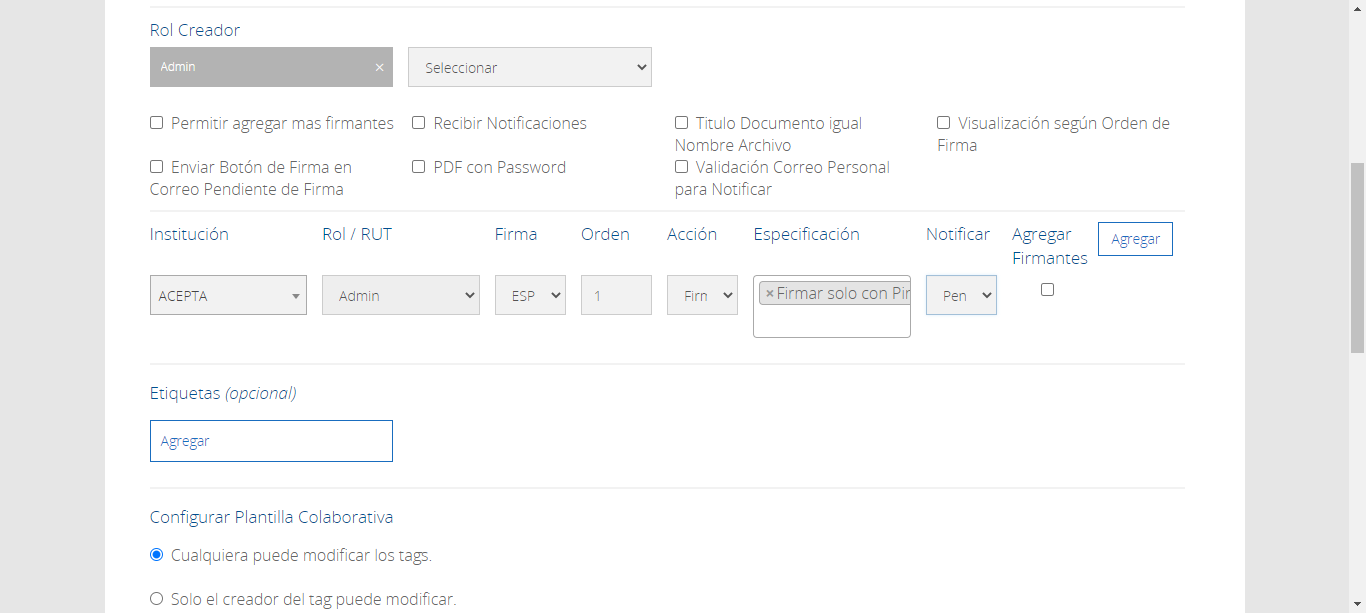 Rol Creador
Admin × Seleccionar
Permitir agregar mas firmantes Recibir Notificaciones Titulo Documento igual Nombre Archivo Visualización según Orden de Firma
Enviar Botón de Firma en Correo Pendiente de Firma PDF con Password Validación Correo Personal para Notificar
Institución Rol / RUT Firma Orden Acción Especificación Notificar Agregar Firmantes Agregar
ACEPTA Admin ESP 1 Firn × Firmar solo con Pir Pen
Etiquetas (opcional)
Agregar
Configurar Plantilla Colaborativa
Cualquiera puede modificar los tags.
Solo el creador del tag puede modificar.